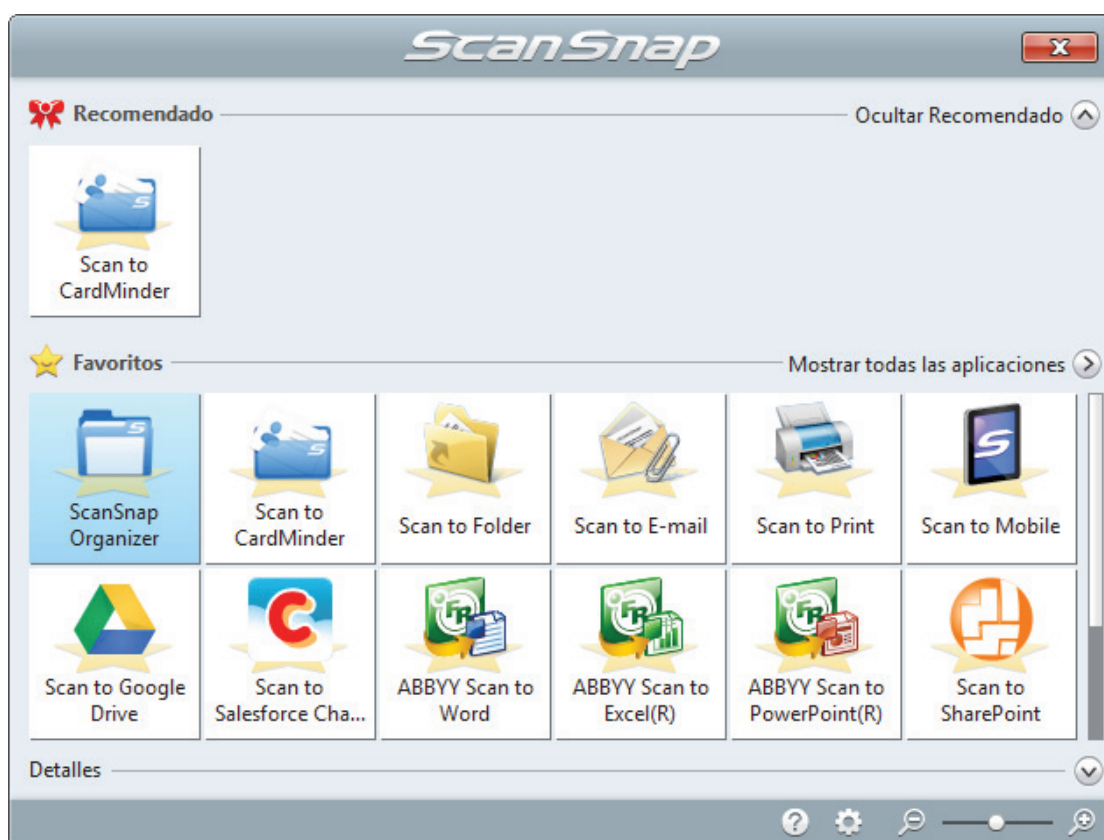 ScanSnap
Recomendado
Ocultar Recomendado
Scan to
CardMinder
Favoritos
Mostrar todas las aplicaciones
ScanSnap
Organizer
Scan to
CardMinder
Scan to Folder
Scan to E-mail
Scan to Print
Scan to Mobile
Scan to Google
Drive
Scan to
Salesforce Cha...
ABBYY Scan to
Word
ABBYY Scan to
Excel(R)
ABBYY Scan to
PowerPoint(R)
Scan to
SharePoint
Detalles